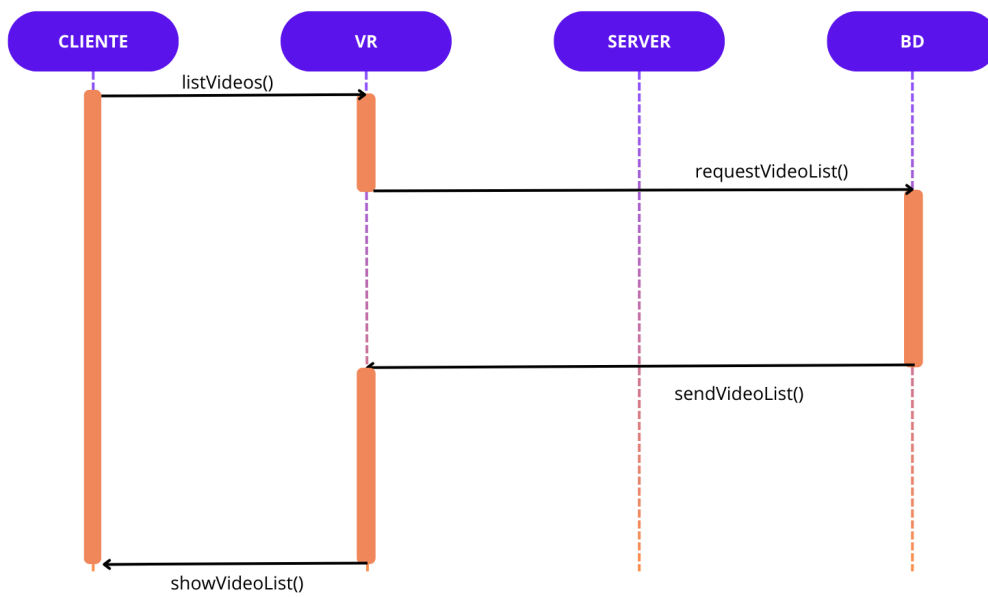 CLIENTE
VR
SERVER
BD
listVideos()
requestVideoList()
sendVideoList()
showVideoList()